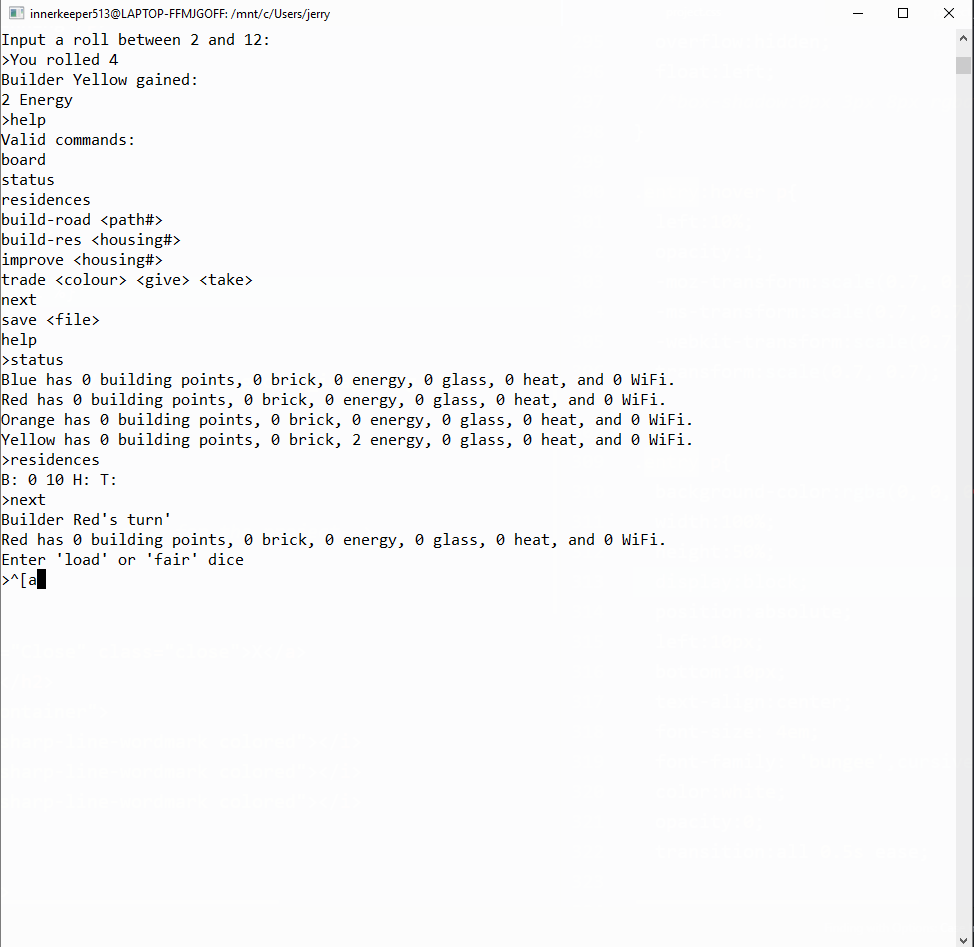 innerkeeper513@LAPTOP-FFMJGOFF: /mnt/c/Users/jerry
Input a roll between 2 and 12:
>You rolled 4
Builder Yellow gained:
2 Energy
>help
Valid commands:
board
status
residences
build-road <path#>
build-res <housing#>
improve <housing#>
trade <colour> <give> <take>
next
save <file>
help
>status
Blue has 0 building points, 0 brick, 0 energy, 0 glass, 0 heat, and 0 WiFi.
Red has 0 building points, 0 brick, 0 energy, 0 glass, 0 heat, and 0 WiFi.
Orange has 0 building points, 0 brick, 0 energy, 0 glass, 0 heat, and 0 WiFi.
Yellow has 0 building points, 0 brick, 2 energy, 0 glass, 0 heat, and 0 WiFi.
>residences
B: 0 10 H: T:
>next
Builder Red's turn'
Red has 0 building points, 0 brick, 0 energy, 0 glass, 0 heat, and 0 WiFi.
Enter 'load' or 'fair' dice
>^[a